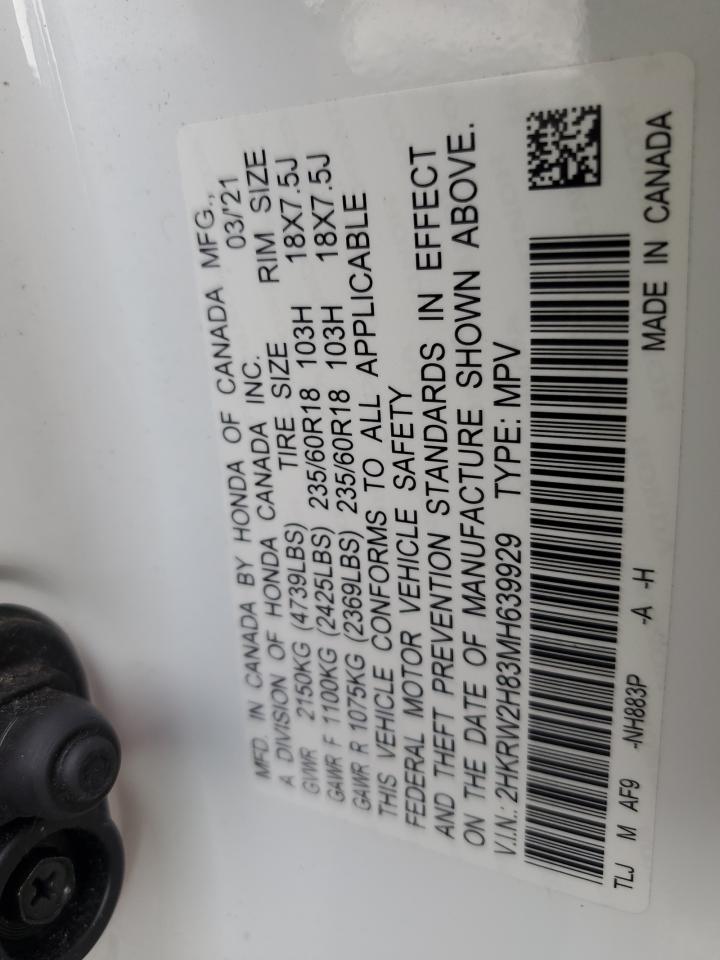 MFD. IN CANADA BY HONDA OF CANADA MFG.,
A DIVISION OF HONDA CANADA INC. 03/'21
GVWR 2150KG (4739LBS) TIRE SIZE RIM SIZE
GAWR F 1100KG (2425LBS) 235/60R18 103H 18X7.5J
GAWR R 1075KG (2369LBS) 235/60R18 103H 18X7.5J
THIS VEHICLE CONFORMS TO ALL APPLICABLE
FEDERAL MOTOR VEHICLE SAFETY
AND THEFT PREVENTION STANDARDS IN EFFECT
ON THE DATE OF MANUFACTURE SHOWN ABOVE.
V.I.N.: 2HKRW2H83MH639929 TYPE: MPV
TLJ M AF9 -NH883P -A -H MADE IN CANADA